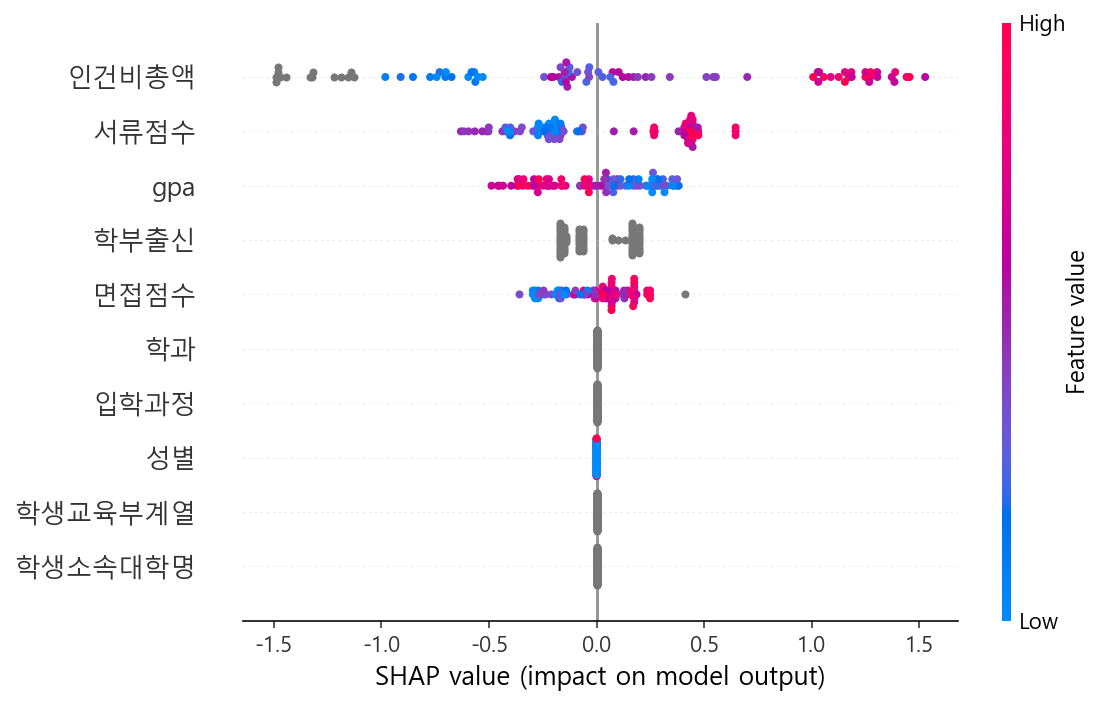 High
인건비총액
서류점수
gpa
학부출신
면접점수
학과
입학과정
성별
학생교육부계열
학생소속대학명
Feature value
Low
-1.5 -1.0 -0.5 0.0 0.5 1.0 1.5
SHAP value (impact on model output)